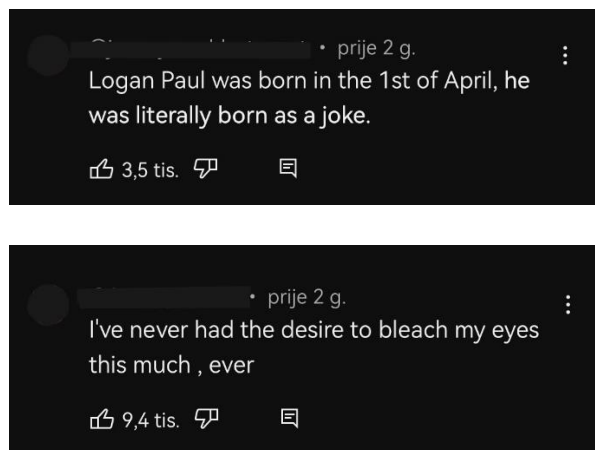 • prije 2 g.
Logan Paul was born in the 1st of April, he
was literally born as a joke.
3,5 tis.
• prije 2 g.
I've never had the desire to bleach my eyes
this much , ever
9,4 tis.